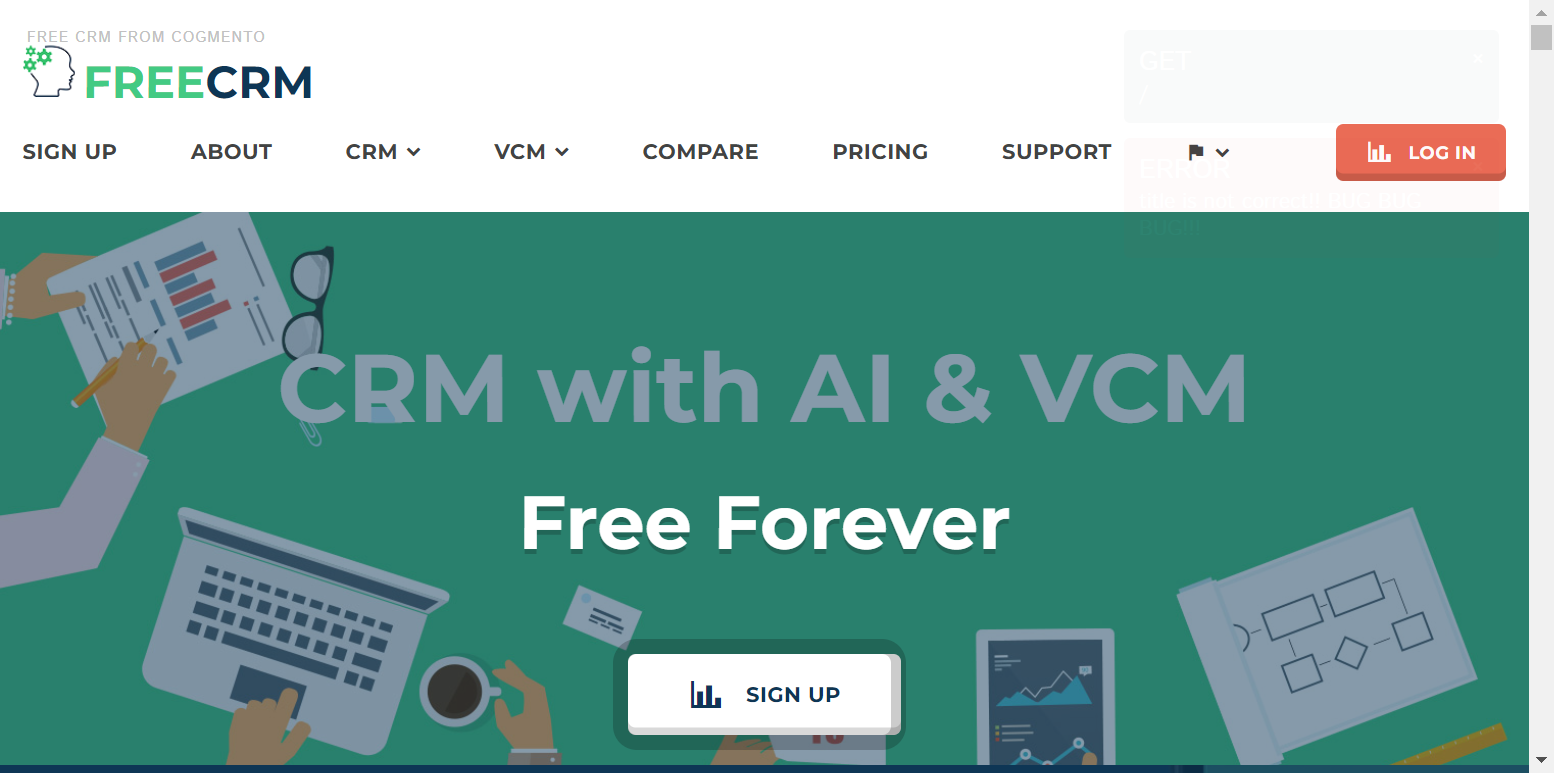 FREE CRM FROM COGMENTO
FREECRM
GET
/
SIGN UP
ABOUT
CRM
VCM
COMPARE
PRICING
SUPPORT
LOG IN
ERROR
title is not correct!! BUG BUG
CRM with AI & VCM
Free Forever
SIGN UP